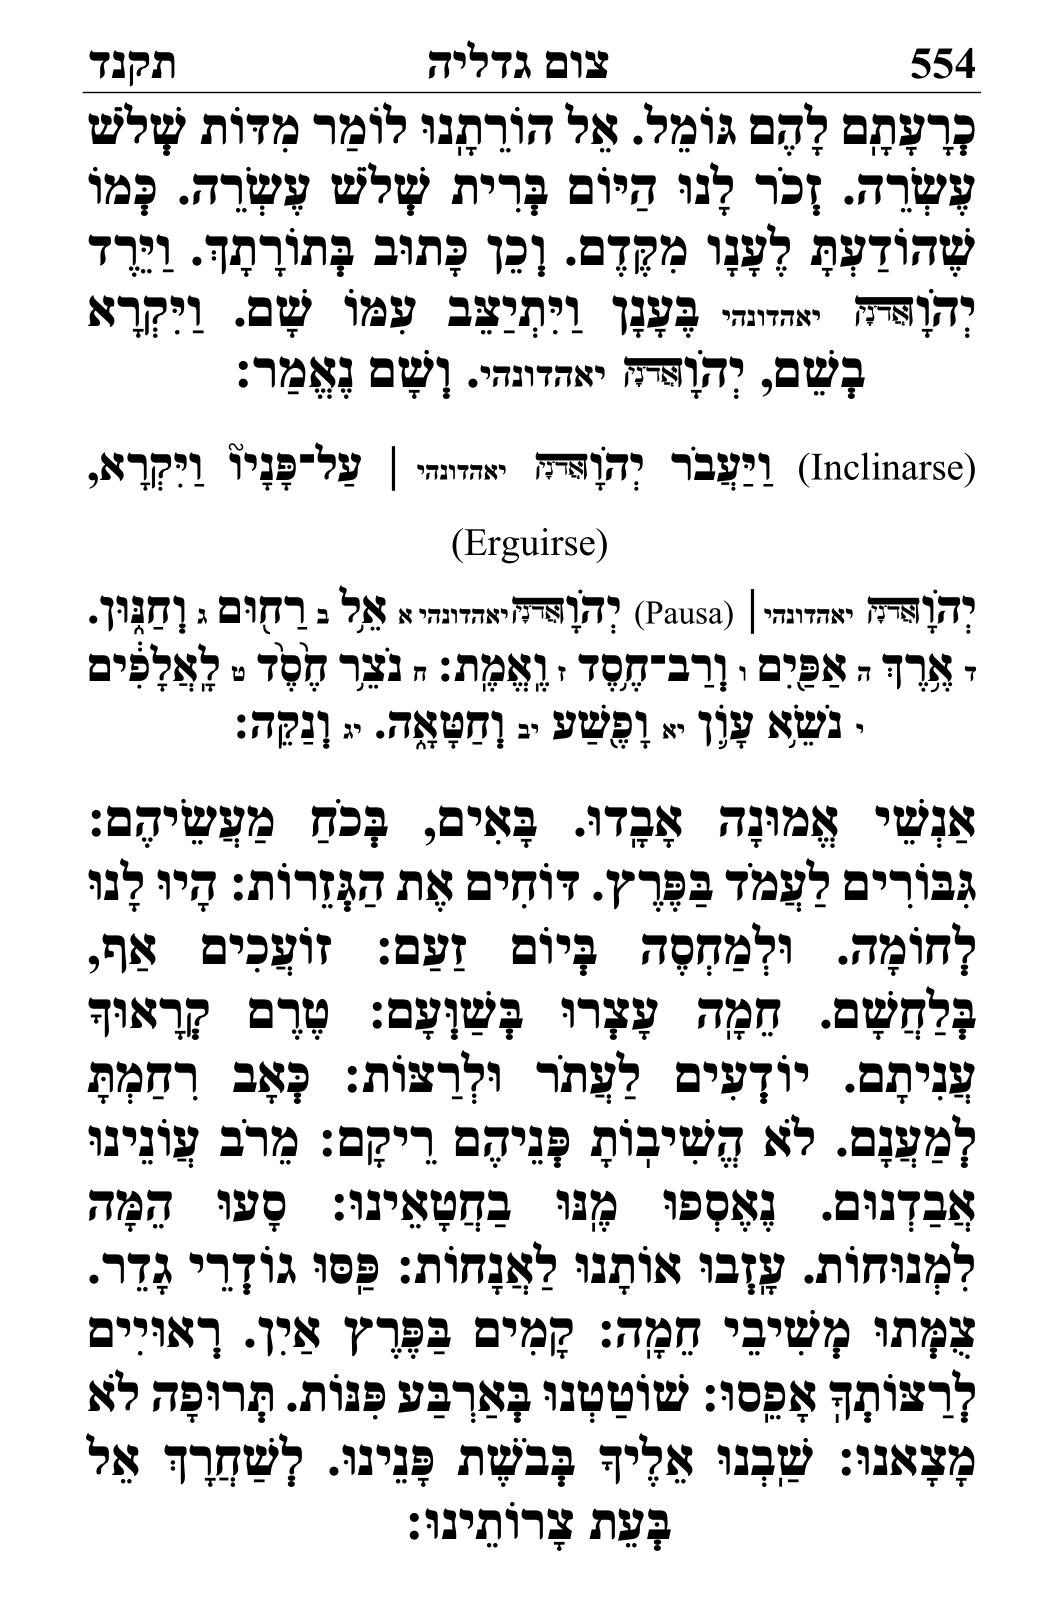 554 צום גדליה תקנד
כְרָעָתָם לָהֶם גּוֹמֵל. אֵל הוֹרֵתָנוּ לוֹמַר מִדּוֹת שְׁלֹשׁ
עֶשְׂרֵה. זְכֹר לָנוּ הַיּוֹם בְּרִית שְׁלֹשׁ עֶשְׂרֵה. כְּמוֹ
שֶׁהוֹדַעְתָּ לֶעָנָו מִקֶּדֶם. וְכֵן כָּתוּב בְּתוֹרָתָךְ. וַיֵּרֶד
יְהֹוָאֲדֹנָי יאהדונהי בֶּעָנָן וַיִּתְיַצֵּב עִמּוֹ שָׁם. וַיִּקְרָא
בְשֵׁם, יְהֹוָאֲדֹנָי יאהדונהי. וְשָׁם נֶאֱמַר:
(Inclinarse) וַיַּעֲבֹר יְהֹוָאֲדֹנָי יאהדונהי | עַל־פָּנָיו֮ וַיִּקְרָא,
(Erguirse)
יְהֹוָאֲדֹנָי יאהדונהי | (Pausa) יְהֹוָאֲדֹנָייאהדונהי א אֵ֥ל ב רַח֖וּם ג וְחַנּ֑וּן.
ד אֶ֥רֶךְ ה אַפַּ֖יִם ו וְרַב־חֶ֥סֶד ז וֶֽאֱמֶֽת: ח נֹצֵ֥ר חֶ֙סֶד֙ ט לָֽאֲלָפִ֔ים
י נֹשֵׂ֥א עָוֺ֛ן יא וָפֶ֖שַׁע יב וְחַטָּאָ֑ה. יג וְנַקֵּה:
אַנְשֵׁי אֱמוּנָה אָבָֽדוּ. בָּאִים, בְּכֹחַ מַעֲשֵׂיהֶם:
גִּבּוֹרִים לַעֲמֹד בַּפֶּרֶץ. דּוֹחִים אֶת הַגְּזֵרוֹת: הָיוּ לָנוּ
לְחוֹמָה. וּלְמַחְסֶה בְּיוֹם זַעַם: זוֹעֲכִים אַף,
בְּלַחֲשָׁם. חֵמָֽה עָצְרוּ בְּשַׁוְּעָם: טֶרֶם קְרָאוּךָ
עֲנִיתָם. יוֹדְעִים לַעֲתֹר וּלְרַצּוֹת: כְּאָב רִחַמְתָּ
לְמַעֲנָם. לֹא הֱשִׁיבֽוֹתָ פְּנֵיהֶם רֵיקָם: מֵרֹב עֲוֹנֵינוּ
אֲבַדְנוּם. נֶאֶסְפוּ מֶֽנּוּ בַחֲטָאֵינוּ: סָעוּ הֵמָּה
לִמְנוּחוֹת. עָֽזְבוּ אוֹתָנוּ לַאֲנָחוֹת: פַּֽסּוּ גוֹדְרֵי גָדֵר.
צֻמְּתוּ מְשִׁיבֵי חֵמָֽה: קָמִים בַּפֶּרֶץ אַיִן. רְאוּיִים
לְרַצּוֹתְךָֽ אָפֵֽסוּ: שׁוֹטַטְנוּ בְּאַרְבַּע פִּנּוֹת. תְּרוּפָה לֹא
מָצָאנוּ: שַֽׁבְנוּ אֵלֶיךָ בְּבֹשֶׁת פָּנֵינוּ. לְשַׁחֲרָךְ אֵל
בְּעֵת צָרוֹתֵינוּ: